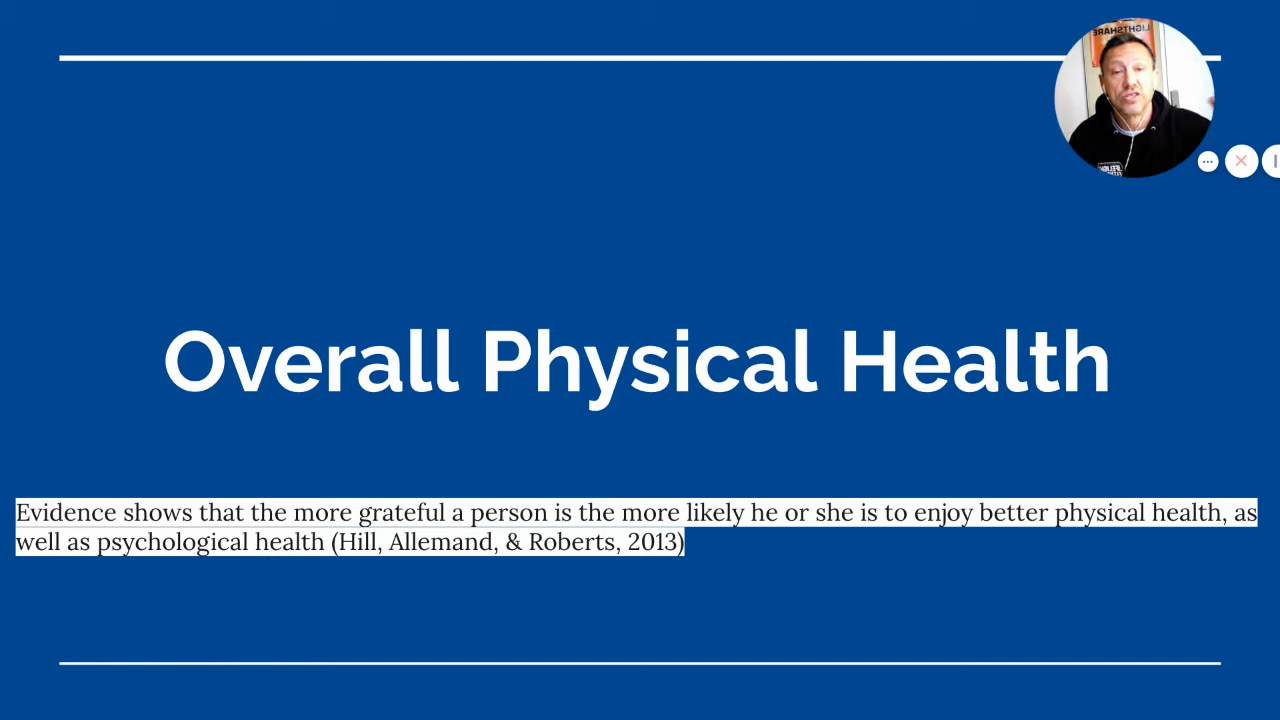 LIGHTSHARE
Overall Physical Health
Evidence shows that the more grateful a person is the more likely he or she is to enjoy better physical health, as
well as psychological health (Hill, Allemand, & Roberts, 2013)